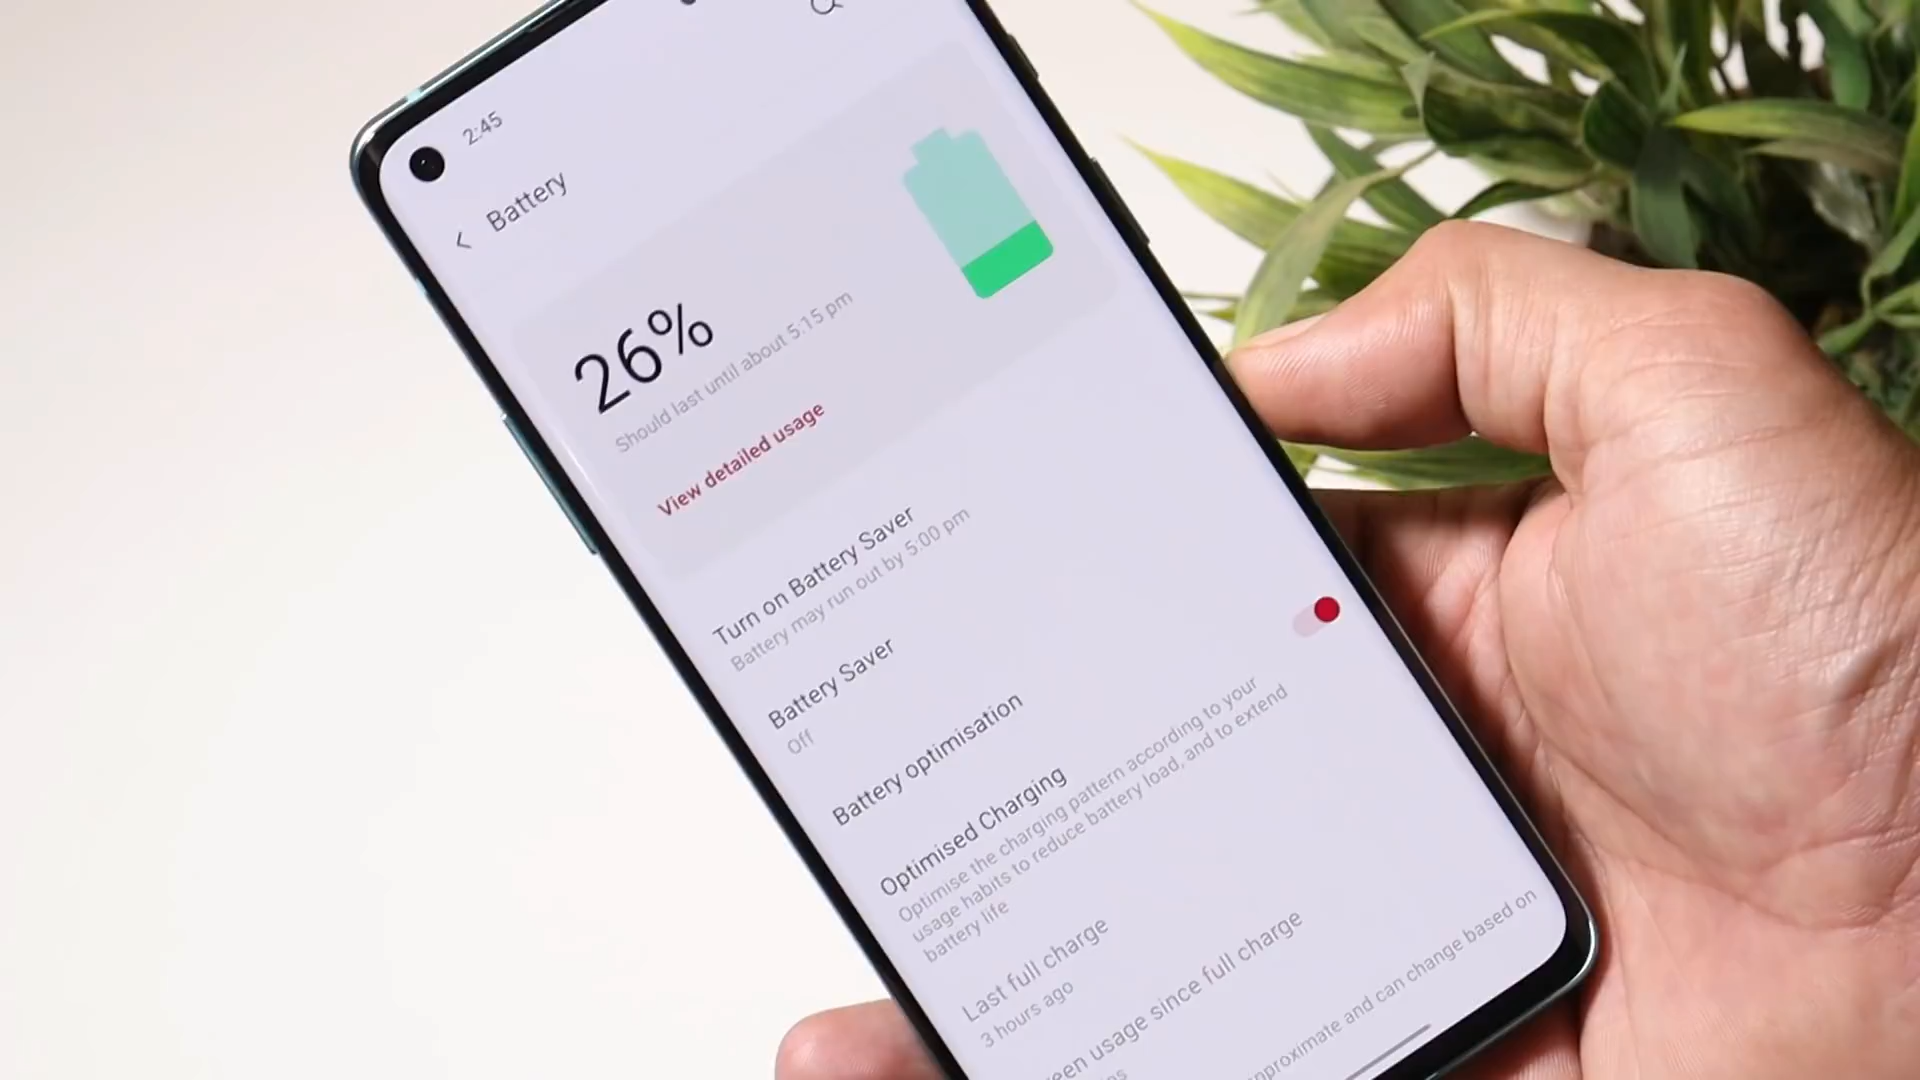 2:45
Battery
26%
Should last until about 5:15 pm
View detailed usage
Turn on Battery Saver
Battery may run out by 5:00 pm
Battery Saver
Off
Battery optimisation
Optimised Charging
Optimise the charging pattern according to your
usage habits to reduce battery load, and to extend
battery life
Last full charge
3 hours ago
usage since full charge
and can change based on